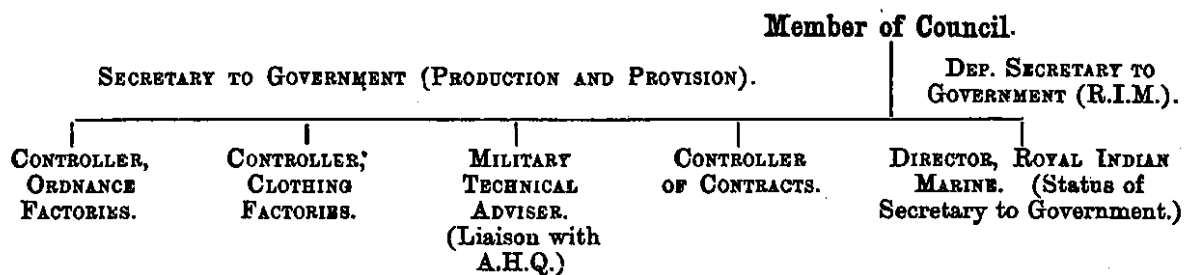 Member of Council.
SECRETARY TO GOVERNMENT (PRODUCTION AND PROVISION).
DEP. SECRETARY TO
GOVERNMENT (R.I.M.).
CONTROLLER,
ORDNANCE
FACTORIES.
CONTROLLER,
CLOTHING
FACTORIES.
MILITARY
TECHNICAL
ADVISER.
(Liaison with
A.H.Q.)
CONTROLLER
OF CONTRACTS.
DIRECTOR, ROYAL INDIAN
MARINE. (Status of
Secretary to Government.)